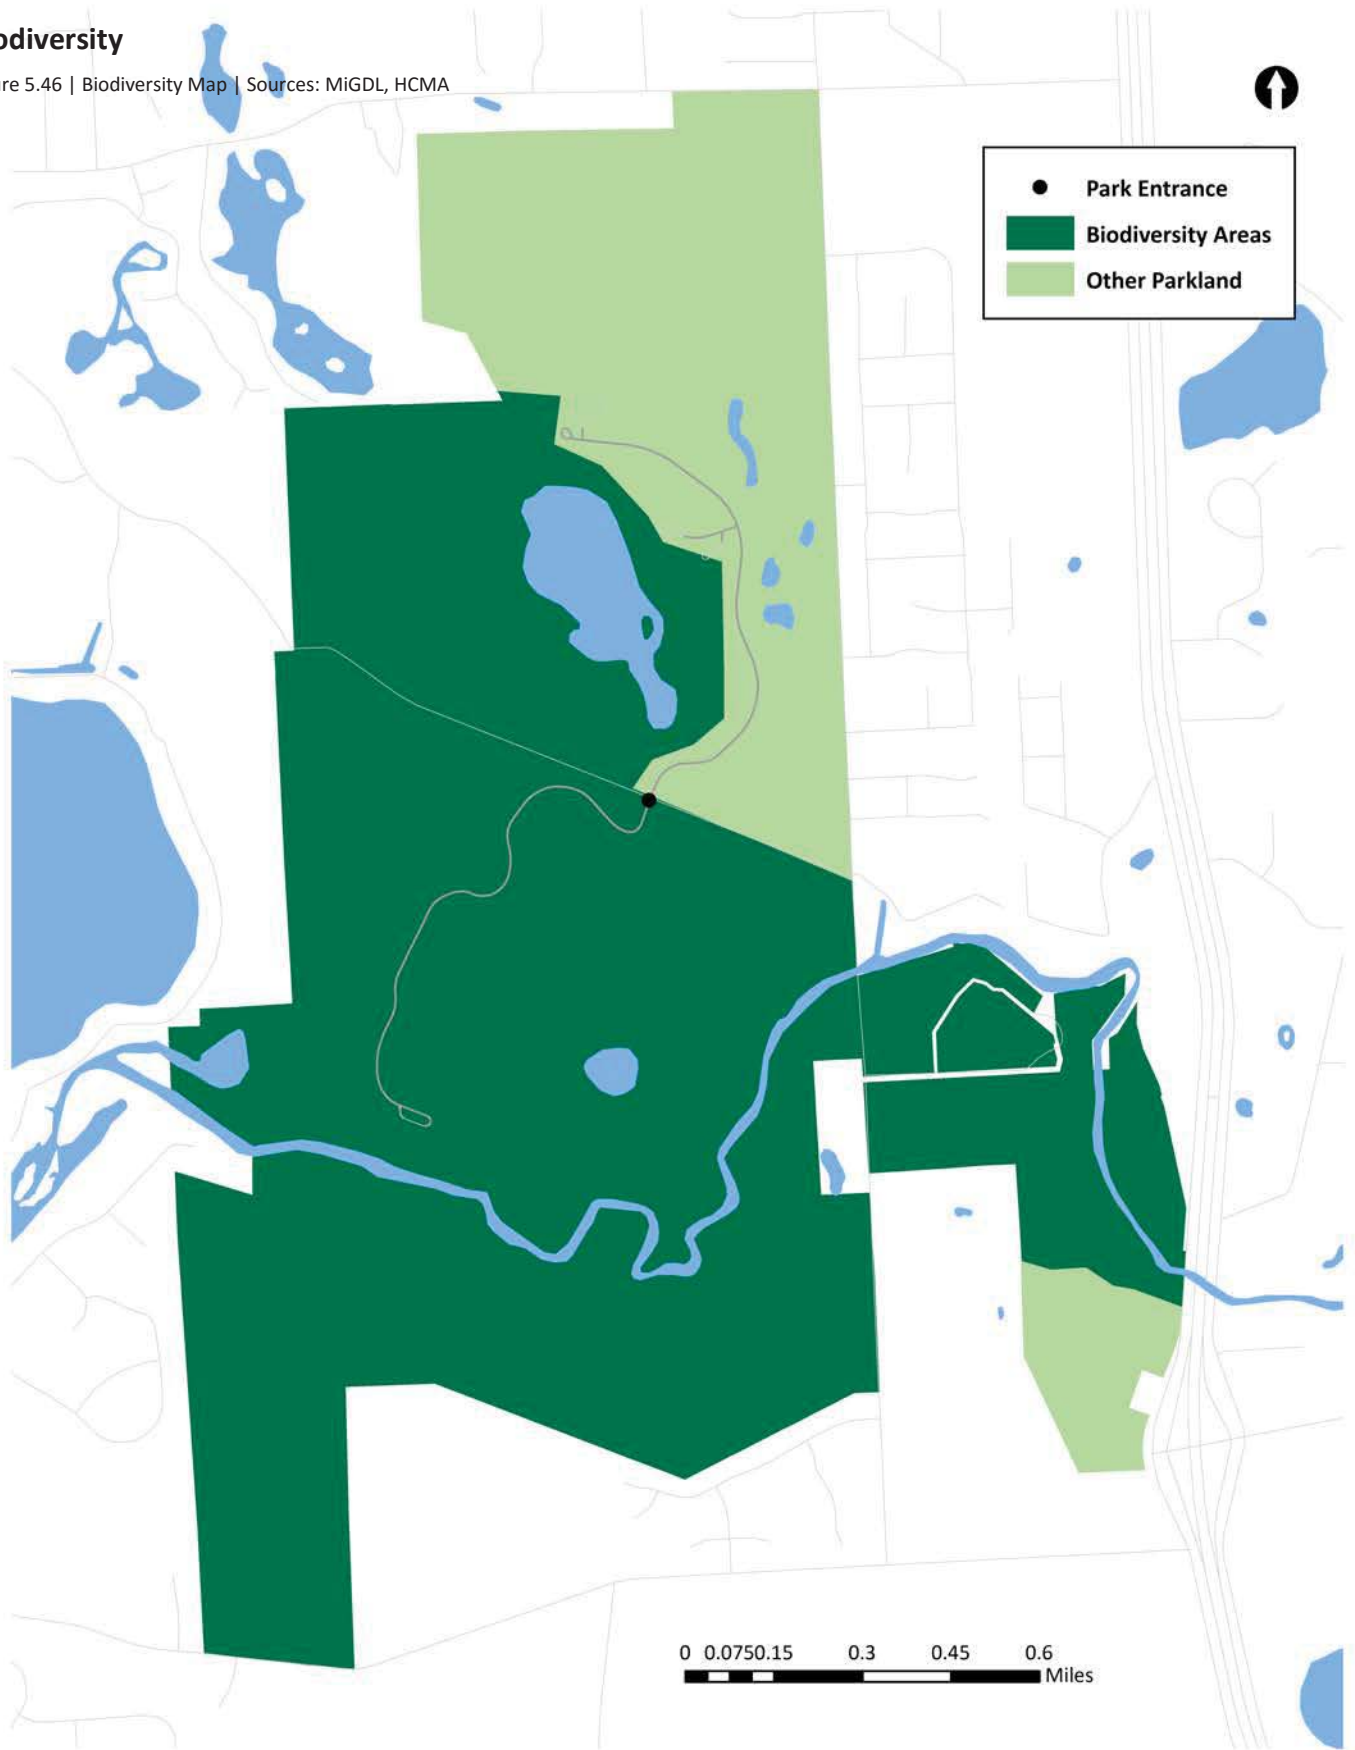 odiversity
re 5.46 | Biodiversity Map | Sources: MiGDL, HCMA
Park Entrance
Biodiversity Areas
Other Parkland
0 0.0750.15 0.3 0.45 0.6
Miles